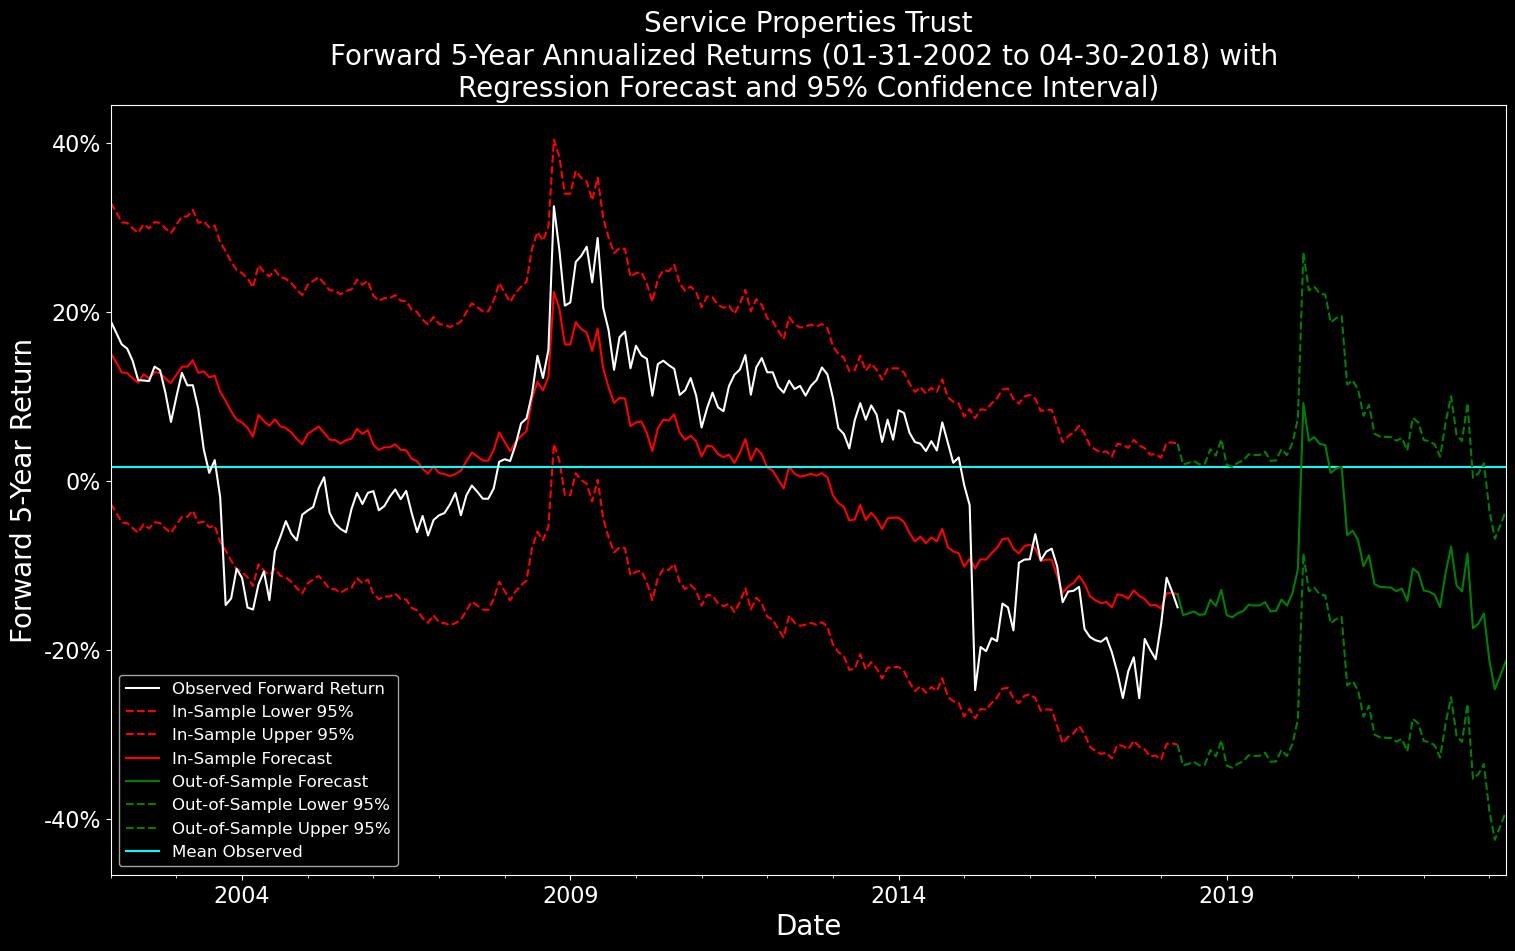 Service Properties Trust
Forward 5-Year Annualized Returns (01-31-2002 to 04-30-2018) with
Regression Forecast and 95% Confidence Interval)
40%
20%
0%
-20%
-40%
Forward 5-Year Return
Observed Forward Return
In-Sample Lower 95%
In-Sample Upper 95%
In-Sample Forecast
Out-of-Sample Forecast
Out-of-Sample Lower 95%
Out-of-Sample Upper 95%
Mean Observed
2004
2009
2014
2019
Date